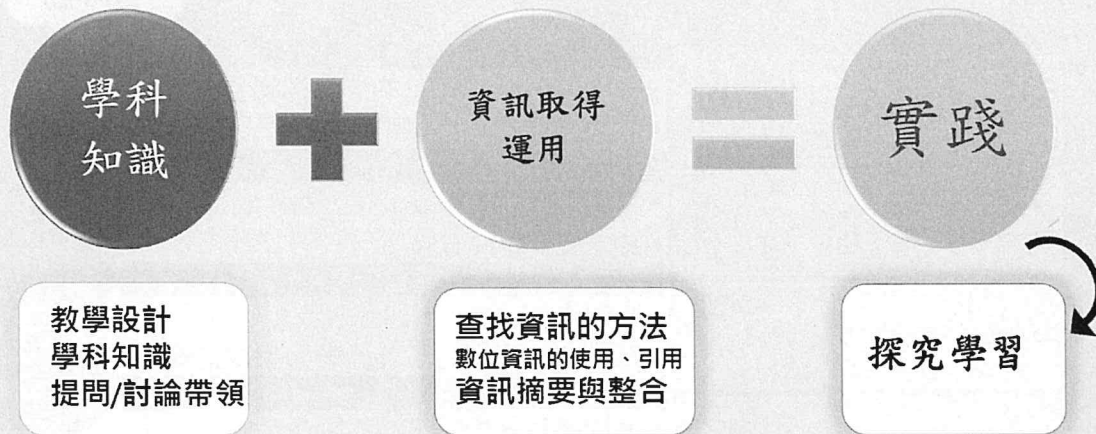 學科
知識
資訊取得
運用
實踐
教學設計
學科知識
提問/討論帶領
查找資訊的方法
數位資訊的使用、引用
資訊摘要與整合
探究學習